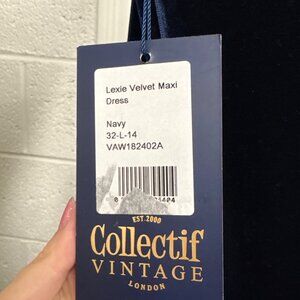 Lexie Velvet Maxi
Dress
Navy
32-L-14
VAW182402A
EST. 2000
Collectif
VINTAGE
LONDON